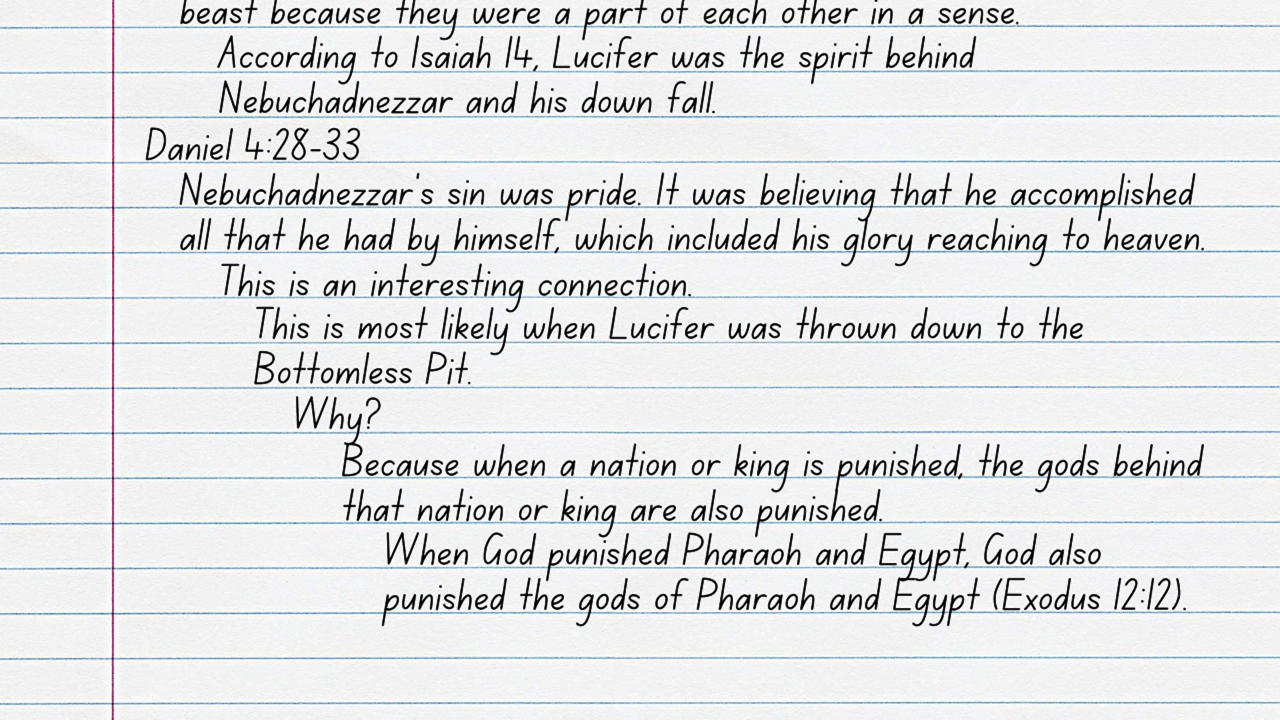 beast because they were a part of each other in a sense.
According to Isaiah 14, Lucifer was the spirit behind
Nebuchadnezzar and his down fall.
Daniel 4:28-33
Nebuchadnezzar's sin was pride. It was believing that he accomplished
all that he had by himself, which included his glory reaching to heaven.
This is an interesting connection.
This is most likely when Lucifer was thrown down to the
Bottomless Pit.
Why?
Because when a nation or king is punished, the gods behind
that nation or king are also punished.
When God punished Pharaoh and Egypt, God also
punished the gods of Pharaoh and Egypt (Exodus 12:12).